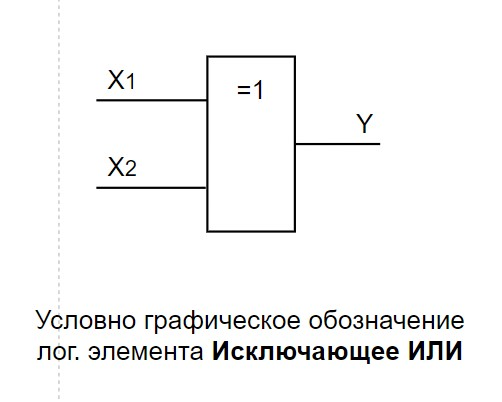 X1
=1
Y
X2
Условно графическое обозначение
лог. элемента Исключающее ИЛИ